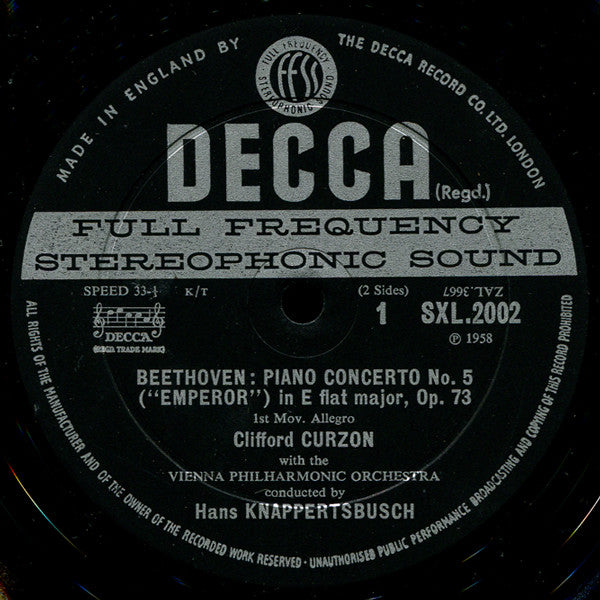 MADE IN ENGLAND BY
THE DECCA RECORD CO. LTD, LONDON
FULL FREQUENCY
FFSS
STEREOPHONIC SOUND
DECCA (Regd.)
FULL FREQUENCY
STEREOPHONIC SOUND
SPEED 33-⅓ K/T (2 Sides) ZAL.3667
DECCA 1 SXL.2002
(REGD. TRADE MARK) Ⓟ 1958
BEETHOVEN: PIANO CONCERTO No. 5
("EMPEROR") in E flat major, Op. 73
1st Mov. Allegro
Clifford CURZON
with the
VIENNA PHILHARMONIC ORCHESTRA
conducted by
Hans KNAPPERTSBUSCH
ALL RIGHTS OF THE MANUFACTURER AND OF THE OWNER OF THE RECORDED WORK RESERVED · UNAUTHORISED PUBLIC PERFORMANCE BROADCASTING AND COPYING OF THIS RECORD PROHIBITED